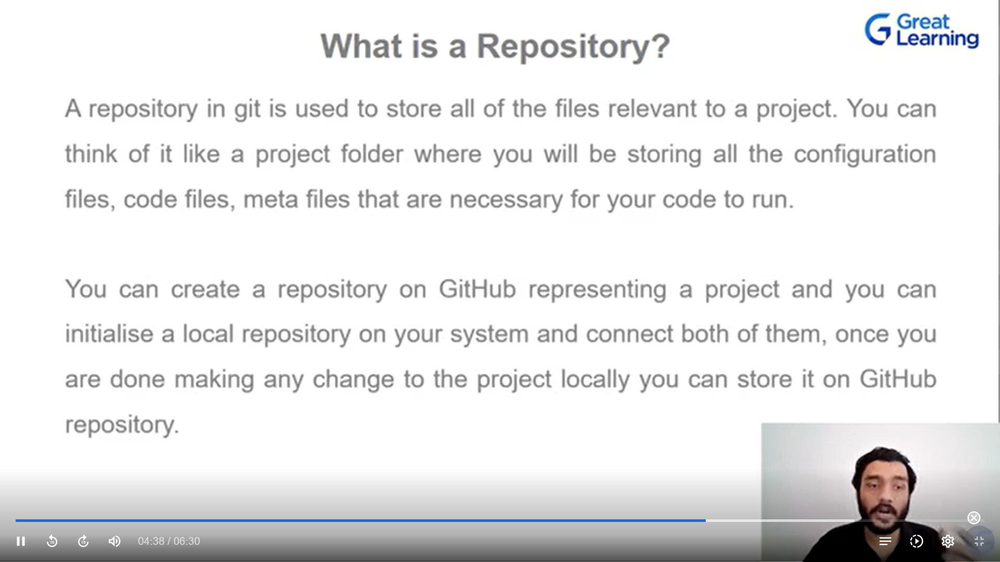 Great
Learning
What is a Repository?
A repository in git is used to store all of the files relevant to a project. You can
think of it like a project folder where you will be storing all the configuration
files, code files, meta files that are necessary for your code to run.
You can create a repository on GitHub representing a project and you can
initialise a local repository on your system and connect both of them, once you
are done making any change to the project locally you can store it on GitHub
repository.
10 10 04:38 / 06:30